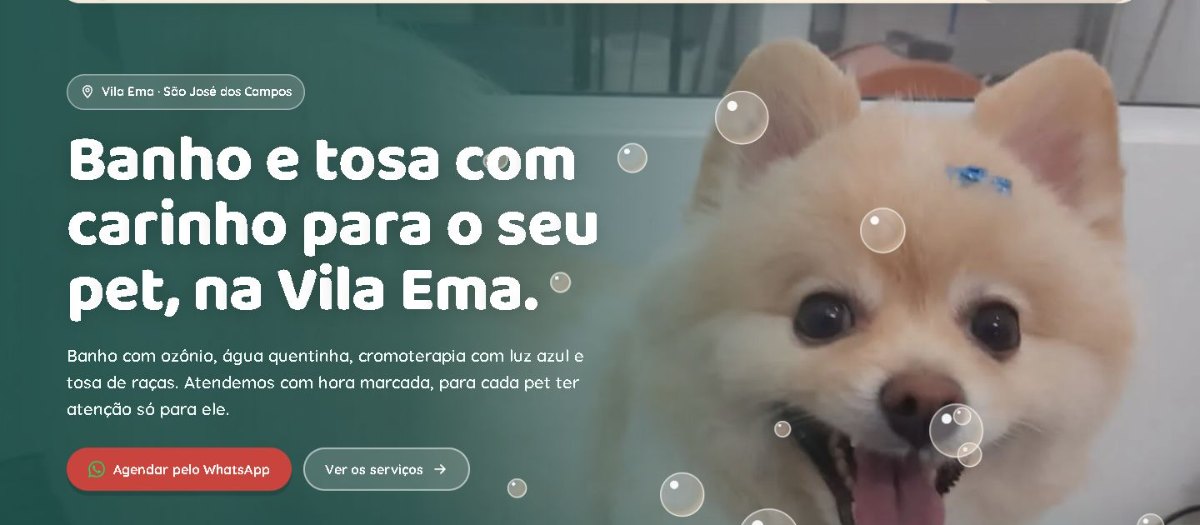 Vila Ema · São José dos Campos
Banho e tosa com
carinho para o seu
pet, na Vila Ema.
Banho com ozônio, água quentinha, cromoterapia com luz azul e
tosa de raças. Atendemos com hora marcada, para cada pet ter
atenção só para ele.
Agendar pelo WhatsApp
Ver os serviços →